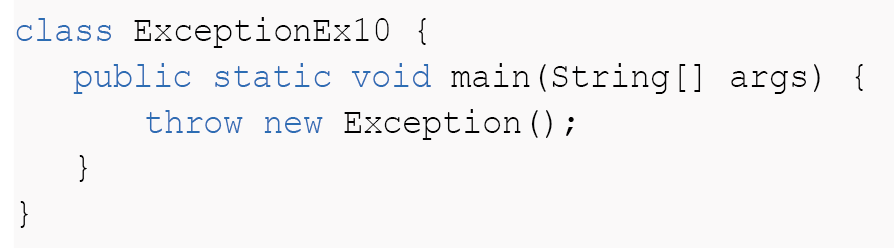 class ExceptionEx10 {
public static void main(String[] args) {
throw new Exception();
}
}